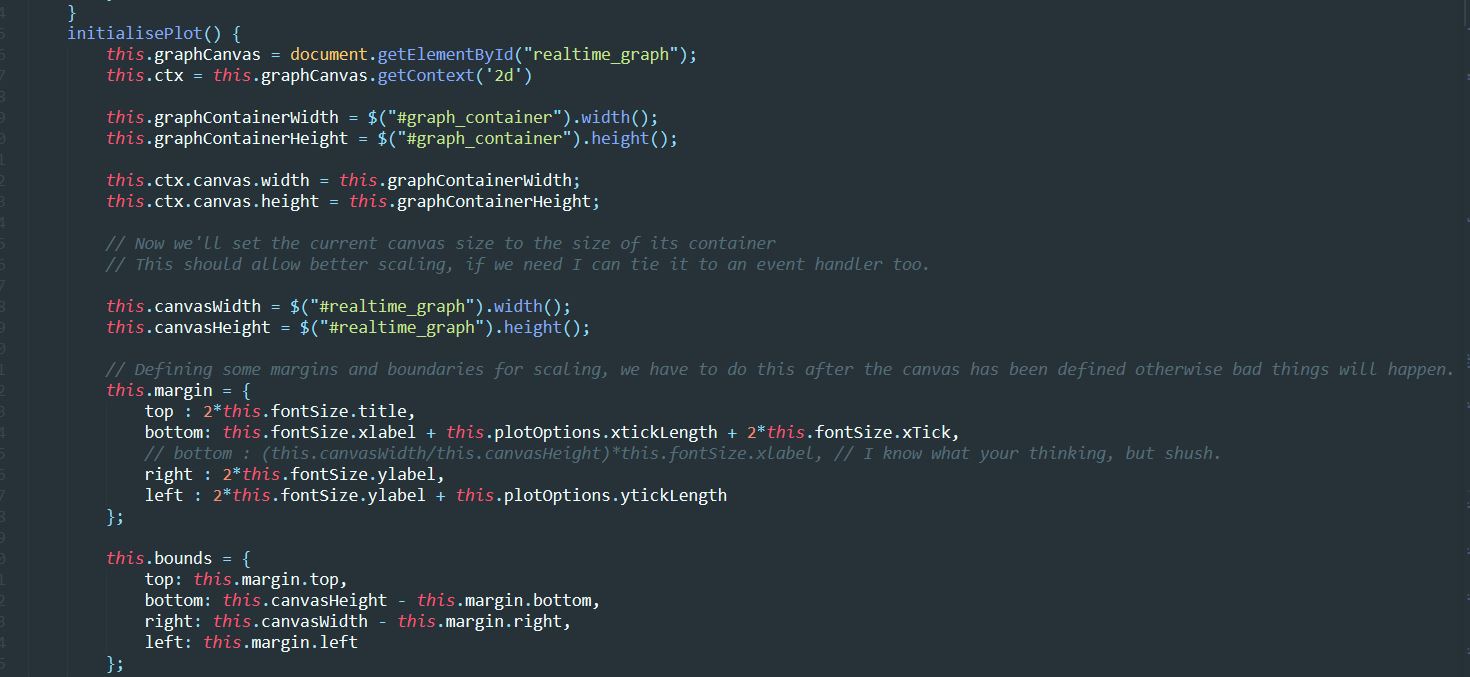 }
initialisePlot() {
this.graphCanvas = document.getElementById("realtime_graph");
this.ctx = this.graphCanvas.getContext('2d')
this.graphContainerWidth = $("#graph_container").width();
this.graphContainerHeight = $("#graph_container").height();
this.ctx.canvas.width = this.graphContainerWidth;
this.ctx.canvas.height = this.graphContainerHeight;
// Now we'll set the current canvas size to the size of its container
// This should allow better scaling, if we need I can tie it to an event handler too.
this.canvasWidth = $("#realtime_graph").width();
this.canvasHeight = $("#realtime_graph").height();
// Defining some margins and boundaries for scaling, we have to do this after the canvas has been defined otherwise bad things will happen.
this.margin = {
top : 2*this.fontSize.title,
bottom: this.fontSize.xlabel + this.plotOptions.xtickLength + 2*this.fontSize.xTick,
// bottom : (this.canvasWidth/this.canvasHeight)*this.fontSize.xlabel, // I know what your thinking, but shush.
right : 2*this.fontSize.ylabel,
left : 2*this.fontSize.ylabel + this.plotOptions.ytickLength
};
this.bounds = {
top: this.margin.top,
bottom: this.canvasHeight - this.margin.bottom,
right: this.canvasWidth - this.margin.right,
left: this.margin.left
};